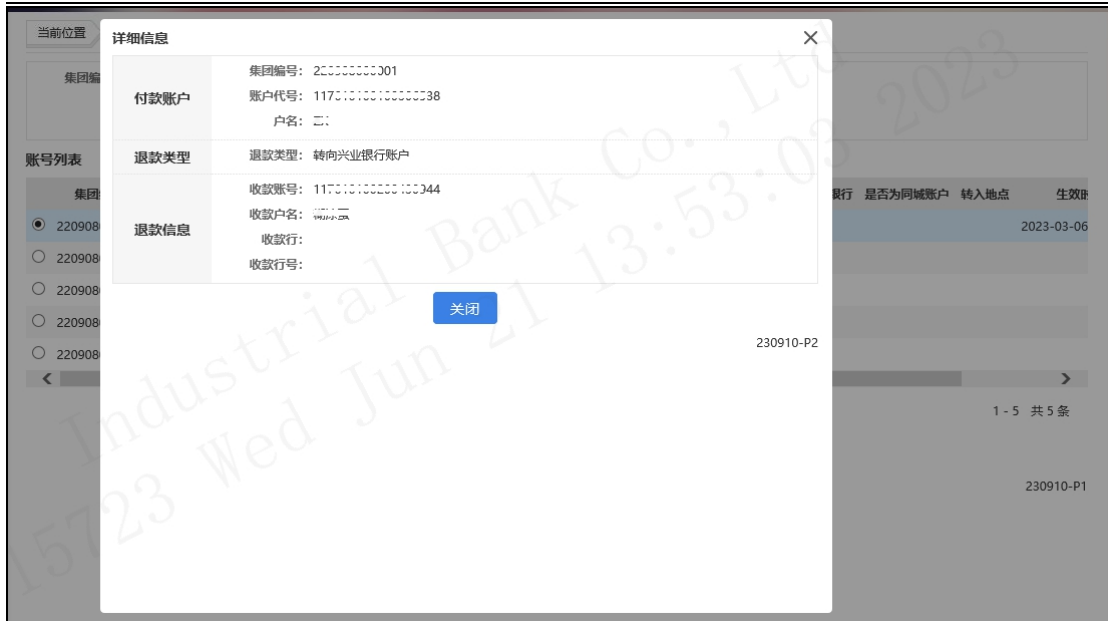 当前位置
详细信息
集团编
付款账户
集团编号：
账户代号：
户名：
退款类型
退款类型： 转向兴业银行账户
账号列表
退款信息
收款账号：
收款户名：
收款行：
收款行号：
集团 银行 是否为同城账户 转入地点 生效时
220908 2023-03-06
220908
220908
220908
220908
关闭
230910-P2
1 - 5 共 5 条
230910-P1
Industrial Bank Co.,Ltd
15723 Wed Jun 21 13:53:03 2023